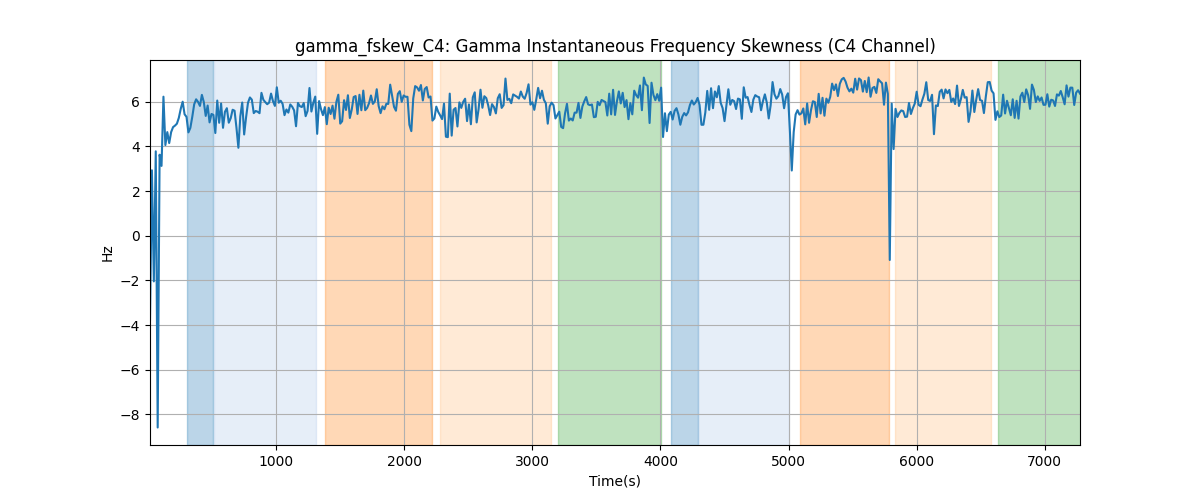 gamma_fskew_C4: Gamma Instantaneous Frequency Skewness (C4 Channel)
Hz
6
4
2
0
−2
−4
−6
−8
1000 2000 3000 4000 5000 6000 7000
Time(s)